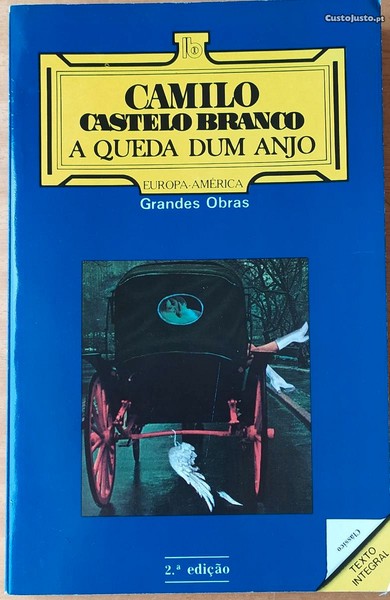 CustoJusto.pt
CAMILO
CASTELO BRANCO
A QUEDA DUM ANJO
EUROPA-AMÉRICA
Grandes Obras
Clássico
TEXTO
INTEGRAL
2.ª edição